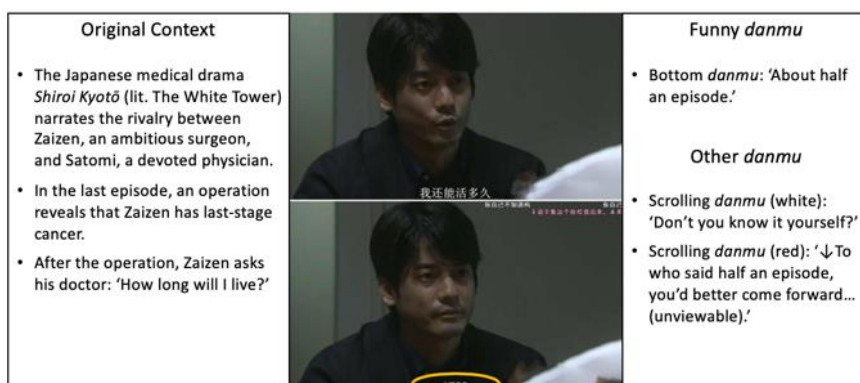 Original Context
• The Japanese medical drama
Shiroi Kyotō (lit. The White Tower)
narrates the rivalry between
Zaizen, an ambitious surgeon,
and Satomi, a devoted physician.
• In the last episode, an operation
reveals that Zaizen has last-stage
cancer.
• After the operation, Zaizen asks
his doctor: ‘How long will I live?’
我还能活多久
Funny danmu
• Bottom danmu: ‘About half
an episode.’
Other danmu
• Scrolling danmu (white):
‘Don’t you know it yourself?’
• Scrolling danmu (red): ‘↓To
who said half an episode,
you’d better come forward…
(unviewable).’